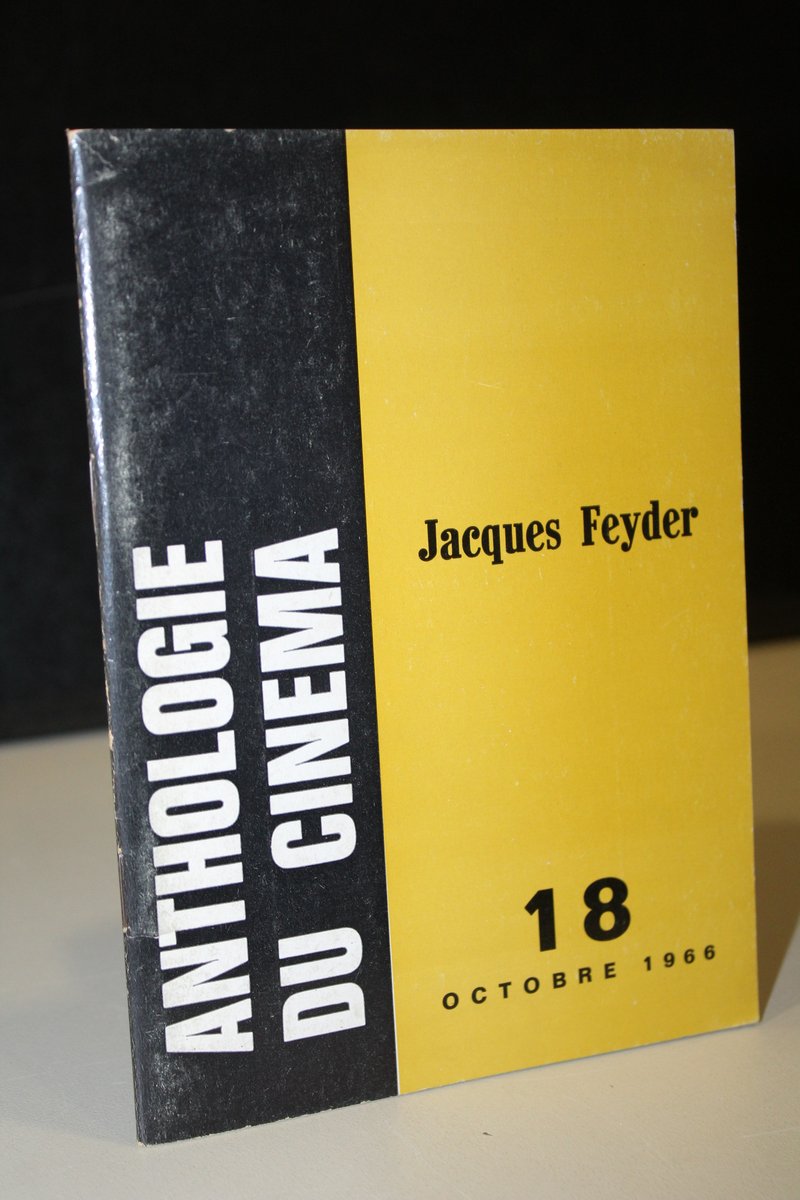 ANTHOLOGIE
DU CINEMA
Jacques Feyder
18
OCTOBRE 1966